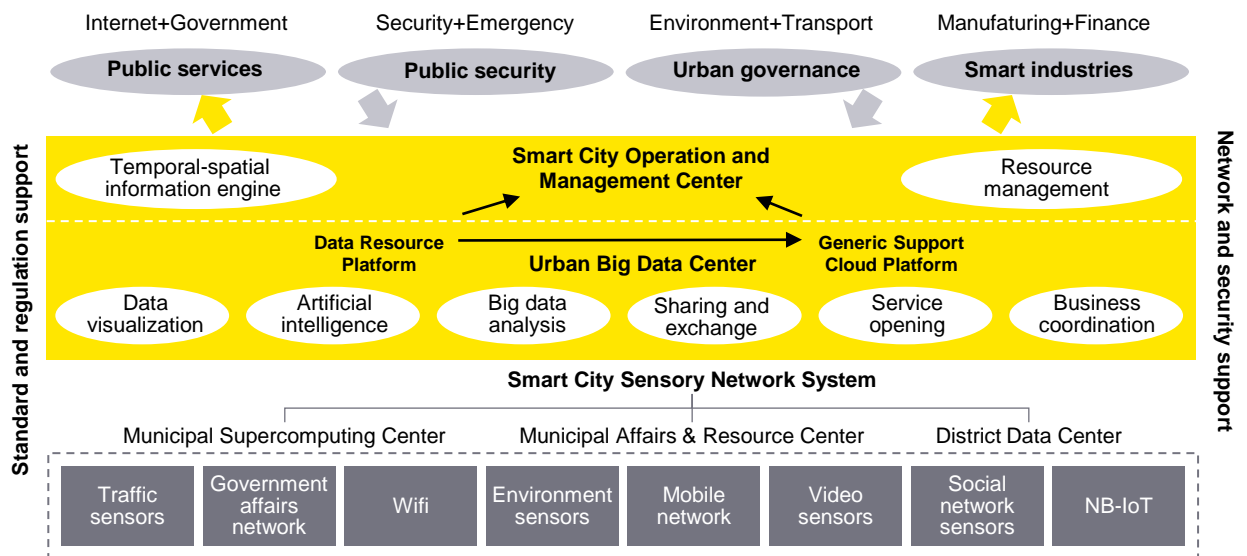 Internet+Government
Security+Emergency
Environment+Transport
Manufaturing+Finance
Public services
Public security
Urban governance
Smart industries
Standard and regulation support
Network and security support
Temporal-spatial
information engine
Smart City Operation and
Management Center
Resource
management
Data Resource
Platform
Generic Support
Cloud Platform
Urban Big Data Center
Data
visualization
Artificial
intelligence
Big data
analysis
Sharing and
exchange
Service
opening
Business
coordination
Smart City Sensory Network System
Municipal Supercomputing Center
Municipal Affairs & Resource Center
District Data Center
Traffic
sensors
Government
affairs
network
Wifi
Environment
sensors
Mobile
network
Video
sensors
Social
network
sensors
NB-IoT